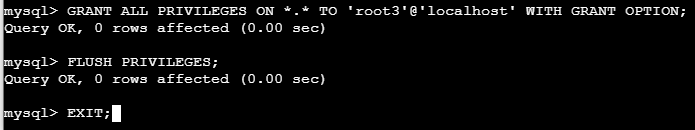 mysql> GRANT ALL PRIVILEGES ON *.* TO 'root3'@'localhost' WITH GRANT OPTION;
Query OK, 0 rows affected (0.00 sec)
mysql> FLUSH PRIVILEGES;
Query OK, 0 rows affected (0.00 sec)
mysql> EXIT;